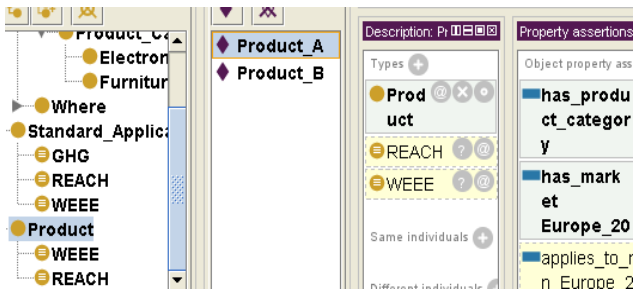 Product_Ca
Electron
Furnitur
Where
Standard_Applica
GHG
REACH
WEEE
Product
WEEE
REACH
Product_A
Product_B
Description: Pr
Types
Prod
uct
REACH
WEEE
Same individuals
Different individuals
Property assertions
Object property ass
has_produ
ct_categor
y
has_mark
et
Europe_20
applies_to_r
n_Europe_2